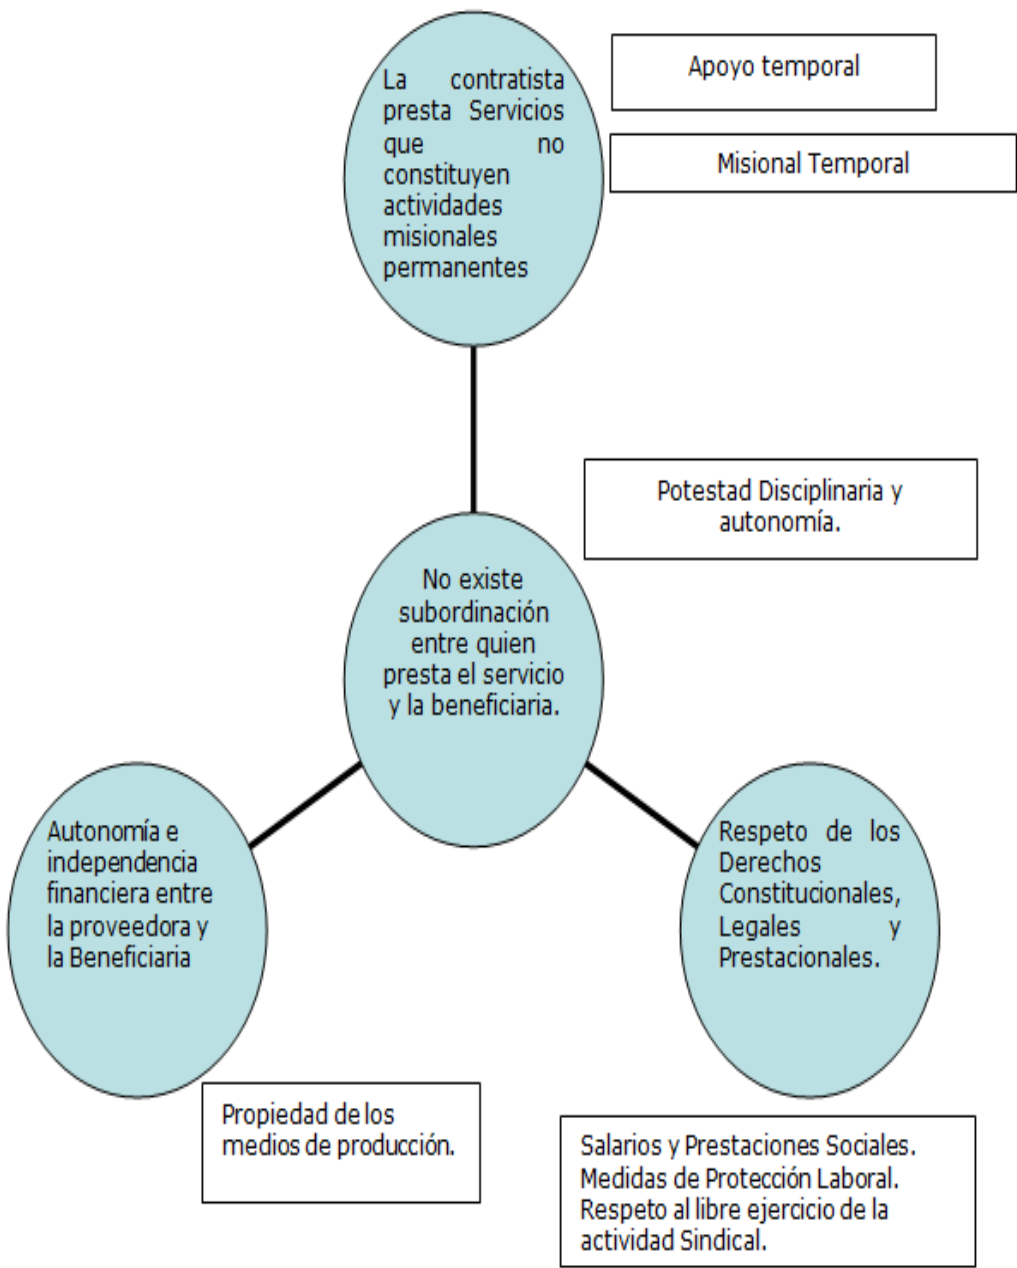 La contratista
presta Servicios
que no
constituyen
actividades
misionales
permanentes
Apoyo temporal
Misional Temporal
Potestad Disciplinaria y
autonomía.
No existe
subordinación
entre quien
presta el servicio
y la beneficiaria.
Autonomía e
independencia
financiera entre
la proveedora y
la Beneficiaria
Respeto de los
Derechos
Constitucionales,
Legales y
Prestacionales.
Propiedad de los
medios de producción.
Salarios y Prestaciones Sociales.
Medidas de Protección Laboral.
Respeto al libre ejercicio de la
actividad Sindical.